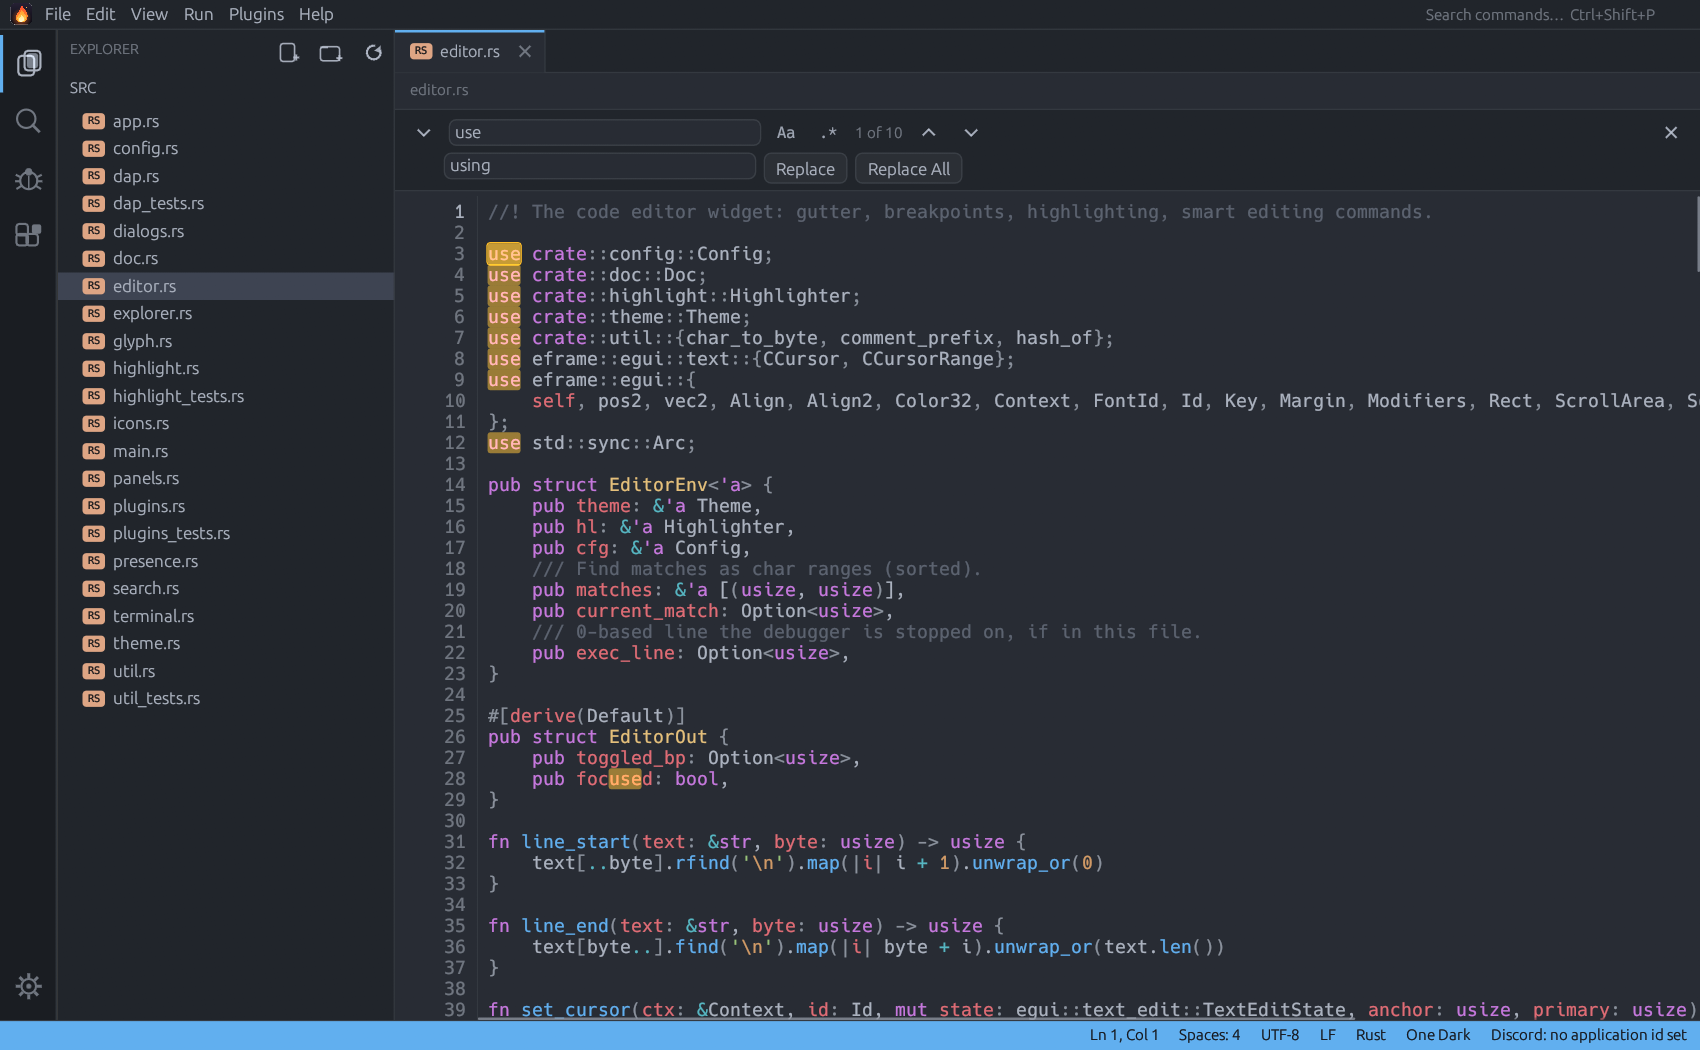 File Edit View Run Plugins Help
Search commands... Ctrl+Shift+P
EXPLORER
SRC
RS app.rs
RS config.rs
RS dap.rs
RS dap_tests.rs
RS dialogs.rs
RS doc.rs
RS editor.rs
RS explorer.rs
RS glyph.rs
RS highlight.rs
RS highlight_tests.rs
RS icons.rs
RS main.rs
RS panels.rs
RS plugins.rs
RS plugins_tests.rs
RS presence.rs
RS search.rs
RS terminal.rs
RS theme.rs
RS util.rs
RS util_tests.rs
RS editor.rs
editor.rs
use Aa .* 1 of 10
using Replace Replace All
1 //! The code editor widget: gutter, breakpoints, highlighting, smart editing commands.
2
3 use crate::config::Config;
4 use crate::doc::Doc;
5 use crate::highlight::Highlighter;
6 use crate::theme::Theme;
7 use crate::util::{char_to_byte, comment_prefix, hash_of};
8 use eframe::egui::text::{CCursor, CCursorRange};
9 use eframe::egui::{
10     self, pos2, vec2, Align, Align2, Color32, Context, FontId, Id, Key, Margin, Modifiers, Rect, ScrollArea,
11 };
12 use std::sync::Arc;
13
14 pub struct EditorEnv<'a> {
15     pub theme: &'a Theme,
16     pub hl: &'a Highlighter,
17     pub cfg: &'a Config,
18     /// Find matches as char ranges (sorted).
19     pub matches: &'a [(usize, usize)],
20     pub current_match: Option<usize>,
21     /// 0-based line the debugger is stopped on, if in this file.
22     pub exec_line: Option<usize>,
23 }
24
25 #[derive(Default)]
26 pub struct EditorOut {
27     pub toggled_bp: Option<usize>,
28     pub focused: bool,
29 }
30
31 fn line_start(text: &str, byte: usize) -> usize {
32     text[..byte].rfind('\n').map(|i| i + 1).unwrap_or(0)
33 }
34
35 fn line_end(text: &str, byte: usize) -> usize {
36     text[byte..].find('\n').map(|i| byte + i).unwrap_or(text.len())
37 }
38
39 fn set_cursor(ctx: &Context, id: Id, mut state: egui::text_edit::TextEditState, anchor: usize, primary: usize)
Ln 1, Col 1 Spaces: 4 UTF-8 LF Rust One Dark Discord: no application id set